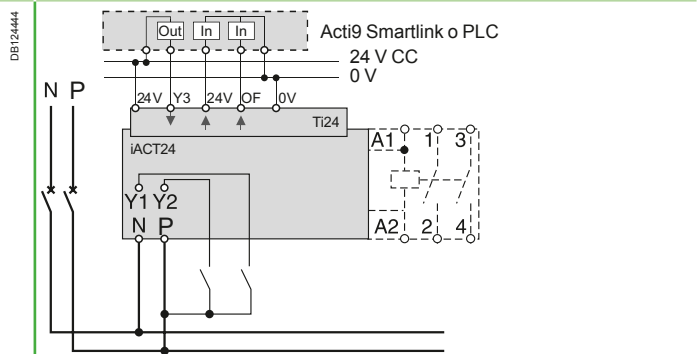 DB124444
Out In In
Acti9 Smartlink o PLC
24 V CC
0 V
N P
24V Y3 24V OF 0V
Ti24
iACT24
A1 1 3
Y1 Y2
N P
A2 2 4